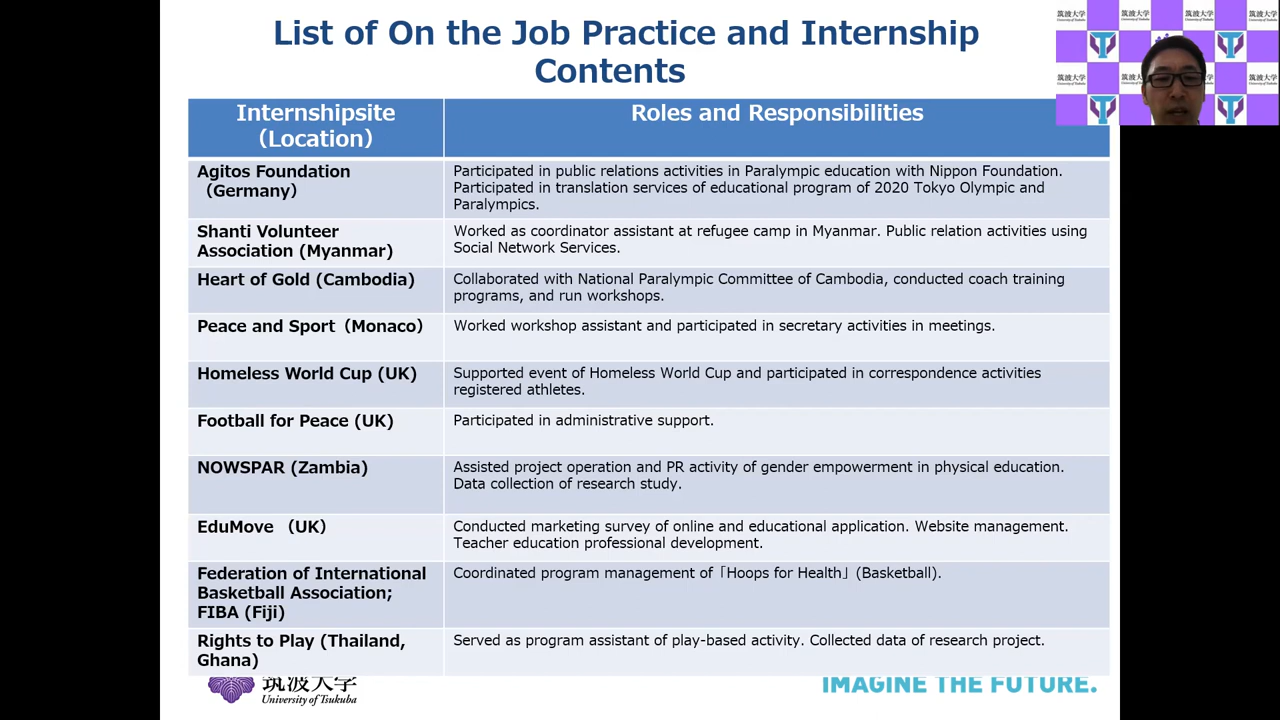 List of On the Job Practice and Internship
Contents
Internshipsite
（Location）
Roles and Responsibilities
Agitos Foundation
（Germany）
Participated in public relations activities in Paralympic education with Nippon Foundation.
Participated in translation services of educational program of 2020 Tokyo Olympic and
Paralympics.
Shanti Volunteer
Association (Myanmar)
Worked as coordinator assistant at refugee camp in Myanmar. Public relation activities using
Social Network Services.
Heart of Gold (Cambodia)
Collaborated with National Paralympic Committee of Cambodia, conducted coach training
programs, and run workshops.
Peace and Sport（Monaco）
Worked workshop assistant and participated in secretary activities in meetings.
Homeless World Cup (UK)
Supported event of Homeless World Cup and participated in correspondence activities
registered athletes.
Football for Peace (UK)
Participated in administrative support.
NOWSPAR (Zambia)
Assisted project operation and PR activity of gender empowerment in physical education.
Data collection of research study.
EduMove （UK）
Conducted marketing survey of online and educational application. Website management.
Teacher education professional development.
Federation of International
Basketball Association;
FIBA (Fiji)
Coordinated program management of「Hoops for Health」(Basketball).
Rights to Play (Thailand,
Ghana)
Served as program assistant of play-based activity. Collected data of research project.
筑波大学
University of Tsukuba
IMAGINE THE FUTURE.
筑波大学
University of Tsukuba